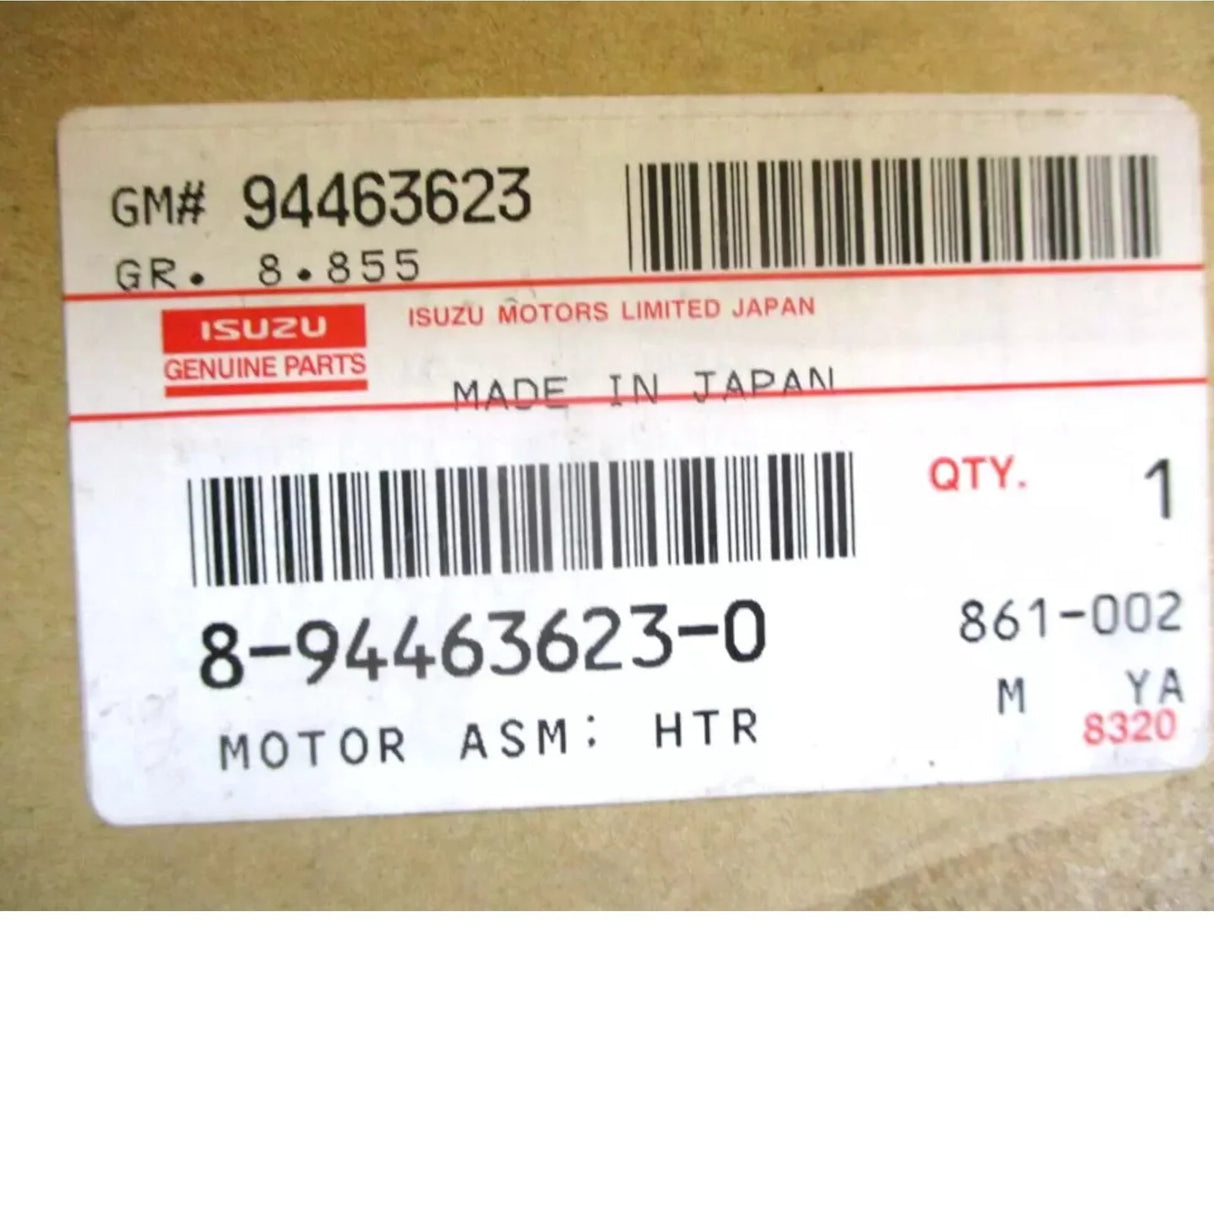 GM# 94463623
GR. 8.855
ISUZU
GENUINE PARTS
ISUZU MOTORS LIMITED JAPAN
MADE IN JAPAN
QTY. 1
8-94463623-0
861-002
MOTOR ASM: HTR
M YA
8320